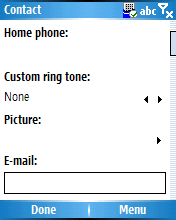 Contact abc
Home phone:
Custom ring tone:
None
Picture:
E-mail:
Done Menu